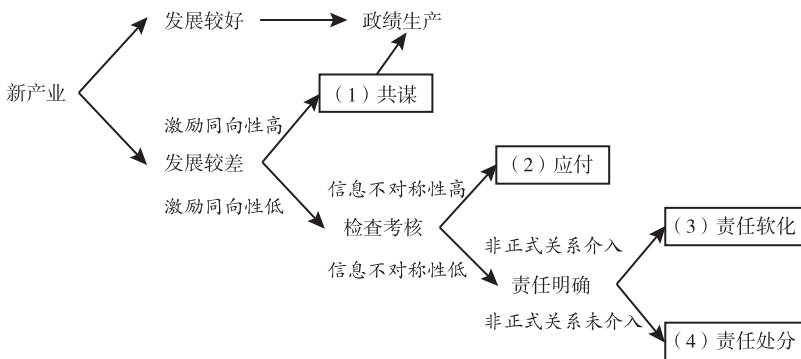 发展较好
政绩生产
新产业
（1）共谋
激励同向性高
发展较差
激励同向性低
（2）应付
信息不对称性高
检查考核
信息不对称性低
（3）责任软化
非正式关系介入
责任明确
非正式关系未介入
（4）责任处分